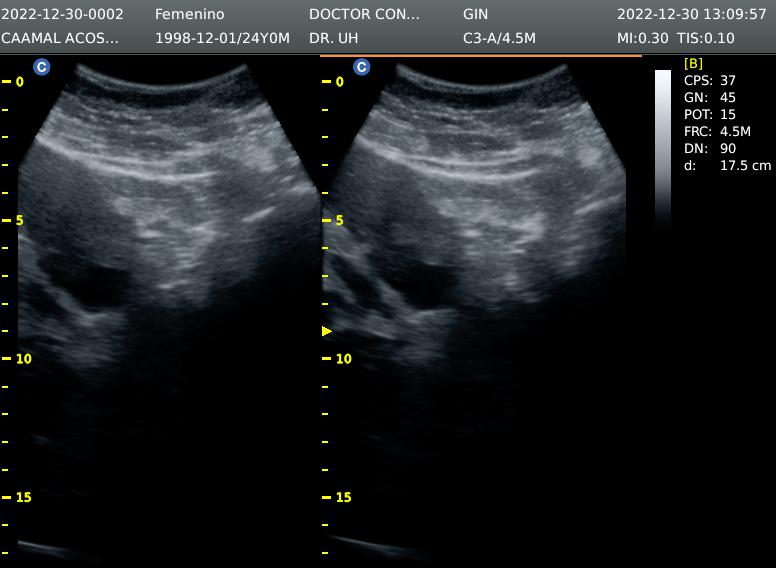 2022-12-30-0002 Femenino DOCTOR CON... GIN 2022-12-30 13:09:57
CAAMAL ACOS... 1998-12-01/24Y0M DR. UH C3-A/4.5M MI:0.30 TIS:0.10
C C [B]
0 0 CPS: 37
GN: 45
POT: 15
FRC: 4.5M
DN: 90
d: 17.5 cm
5 5
10 10
15 15